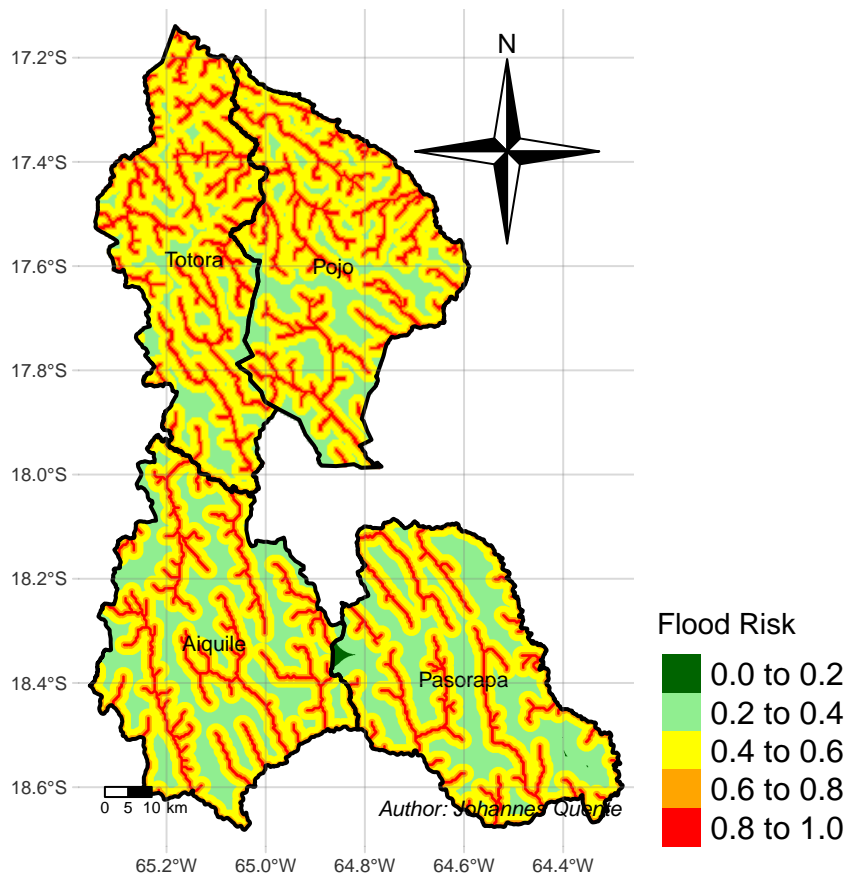 N
17.2°S
17.4°S
17.6°S
17.8°S
18.0°S
18.2°S
18.4°S
18.6°S
Totora
Pojo
Aiquile
Pasorapa
0 5 10 km
Author: Johannes Quente
65.2°W 65.0°W 64.8°W 64.6°W 64.4°W
Flood Risk
0.0 to 0.2
0.2 to 0.4
0.4 to 0.6
0.6 to 0.8
0.8 to 1.0